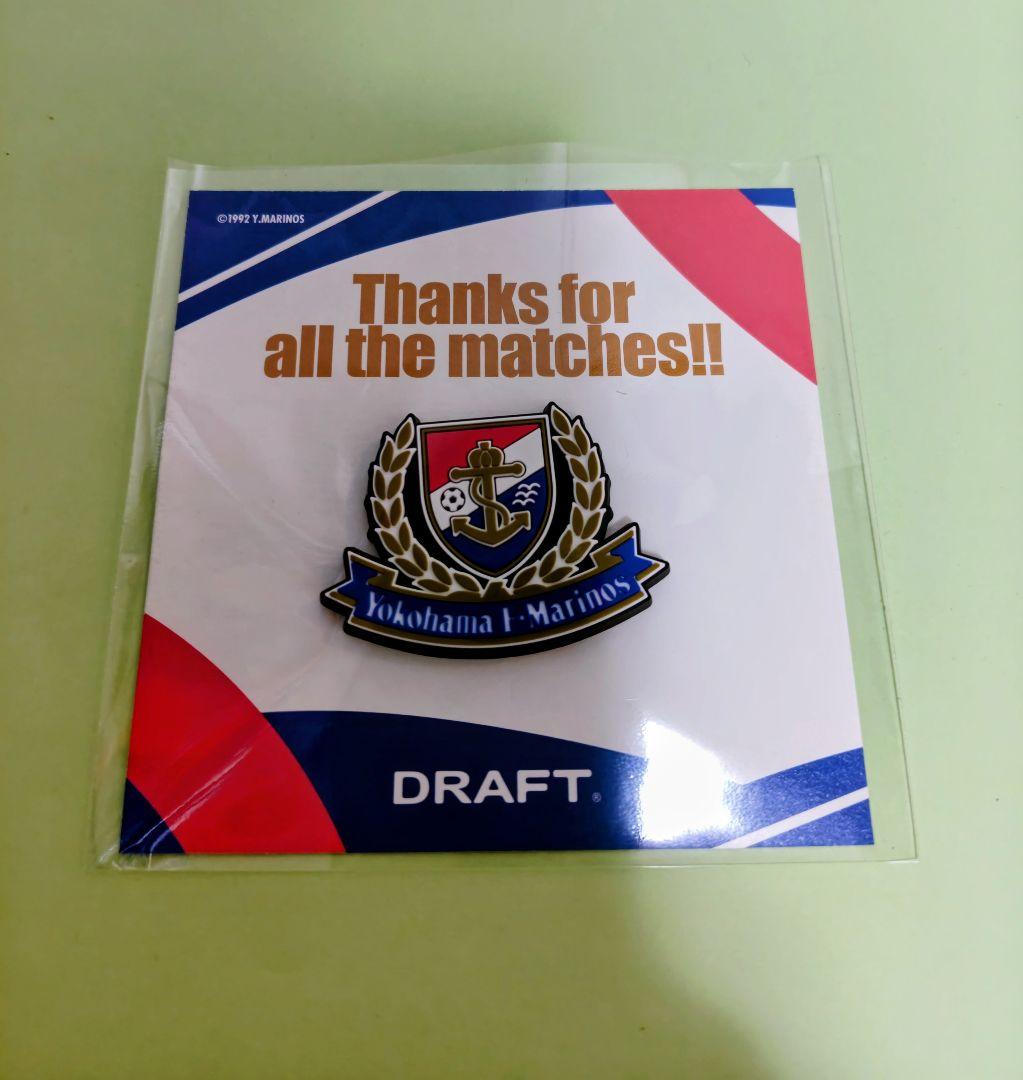 ©1992 Y.MARINOS
Thanks for
all the matches!!
Yokohama F·Marinos
DRAFT®